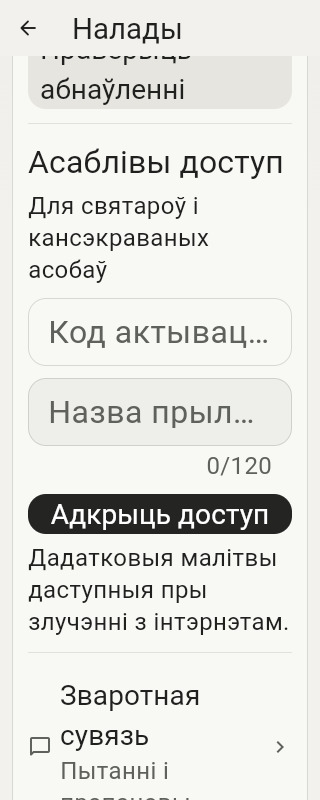 Налады
Праверыць
абнаўленні
Асаблівы доступ
Для святароў і
кансэкраваных
асобаў
Код актывац…
Назва прыл…
0/120
Адкрыць доступ
Дадатковыя малітвы
даступныя пры
злучэнні з інтэрнэтам.
Зваротная
сувязь
Пытанні і